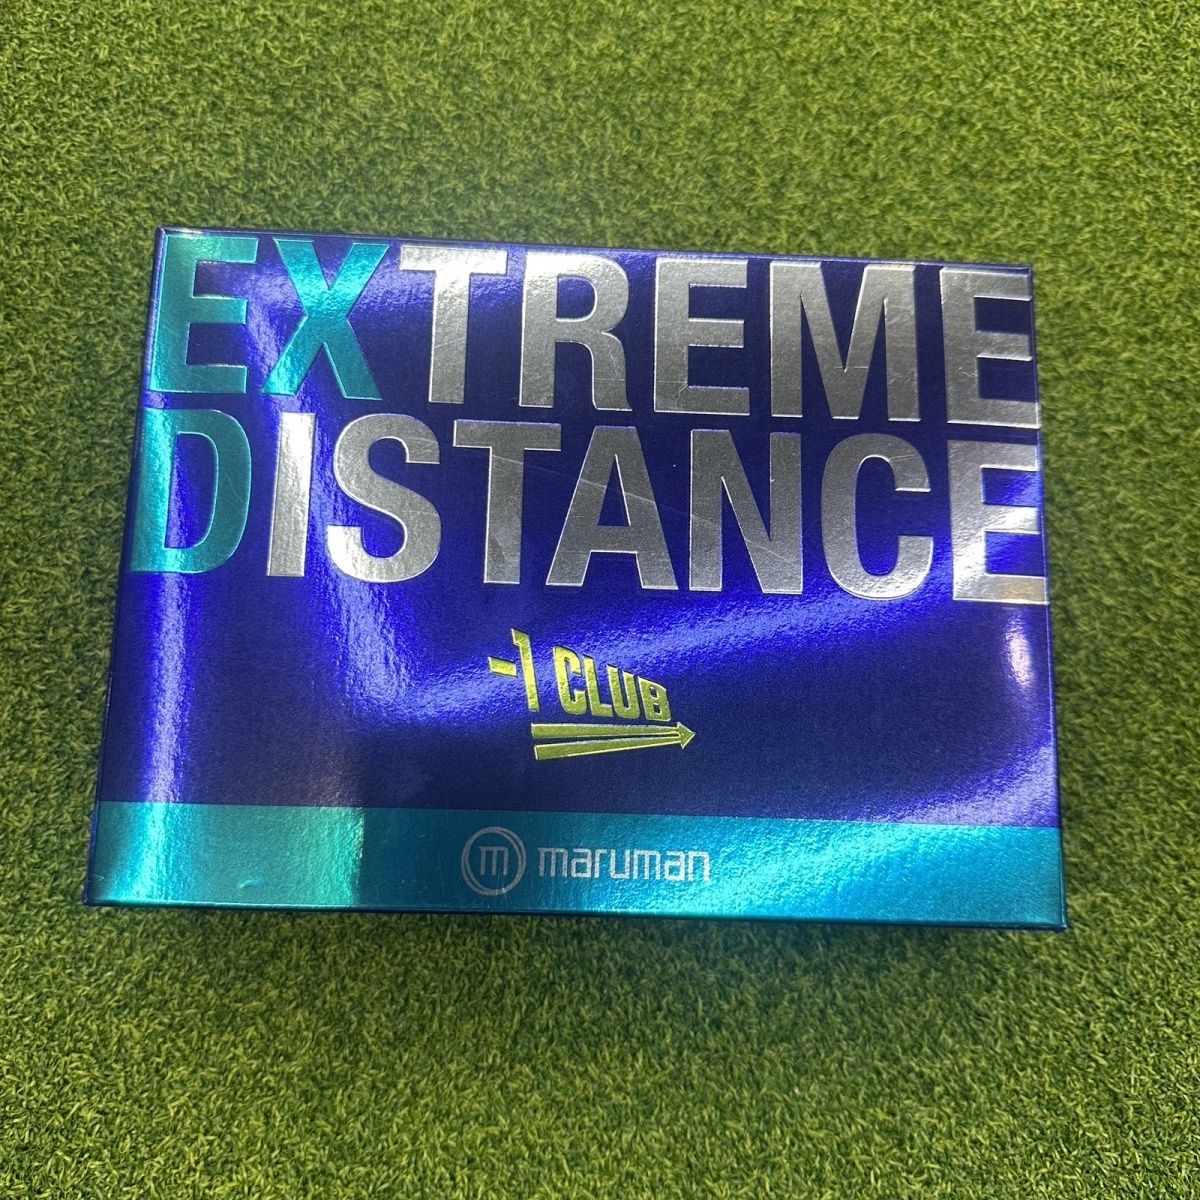 EXTREME
DISTANCE
-1 CLUB
m maruman